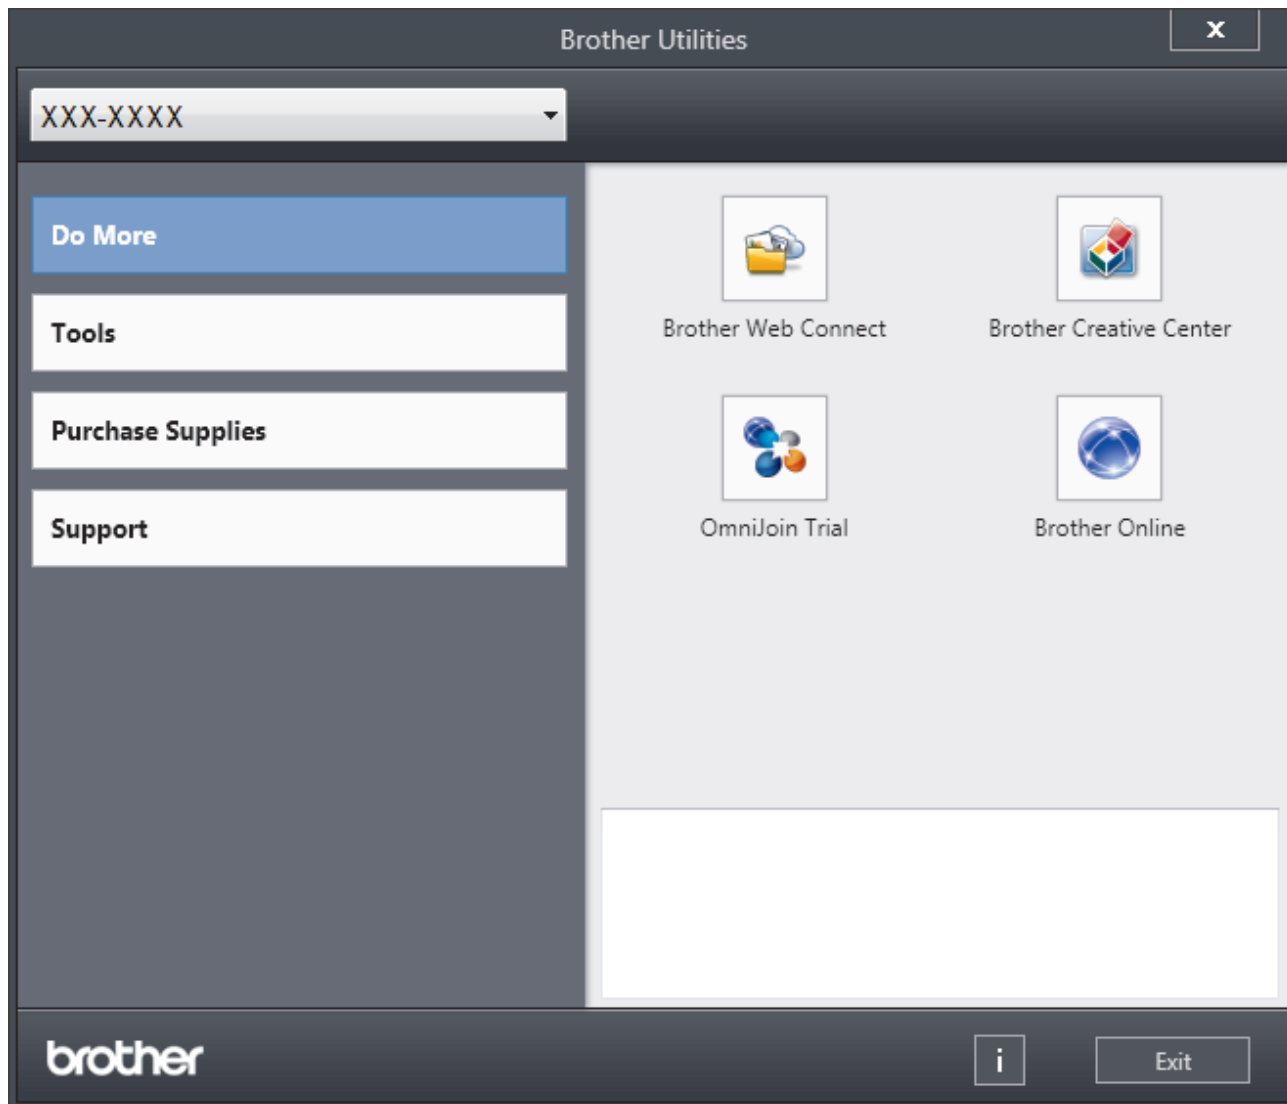 Brother Utilities
X
XXX-XXXX
Do More
Tools
Purchase Supplies
Support
Brother Web Connect
Brother Creative Center
OmniJoin Trial
Brother Online
brother
i
Exit